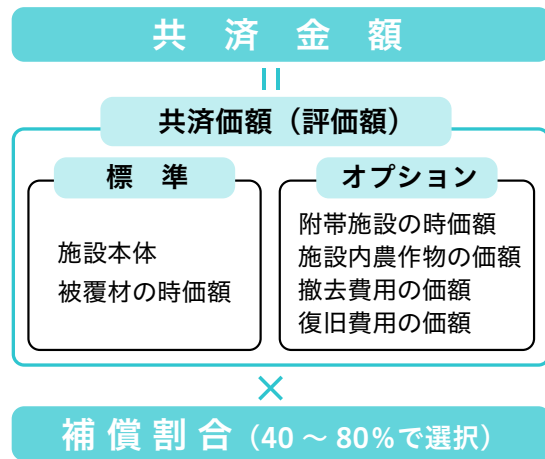 共済金額
=
共済価額（評価額）
標準
施設本体
被覆材の時価額
オプション
附帯施設の時価額
施設内農作物の価額
撤去費用の価額
復旧費用の価額
×
補償割合（40～80％で選択）